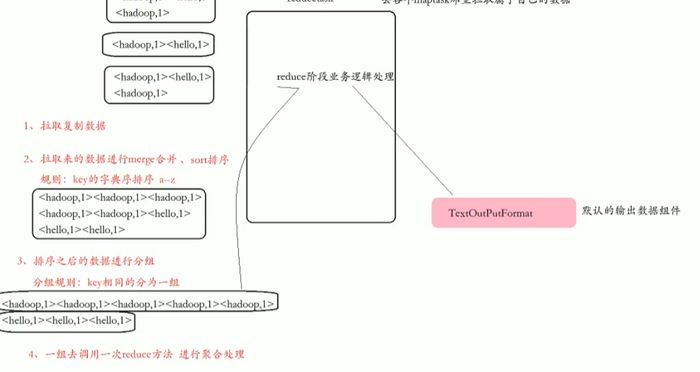 reducetask
<hadoop,1>
<hadoop,1><hello,1>
<hadoop,1><hello,1>
<hadoop,1>
reduce阶段业务逻辑处理
1、拉取复制数据
2、拉取来的数据进行merge合并、sort排序
规则：key的字典序排序 a--z
<hadoop,1><hadoop,1><hadoop,1>
<hadoop,1><hadoop,1><hello,1>
<hello,1><hello,1>
TextOutPutFormat
默认的输出数据组件
3、排序之后的数据进行分组
分组规则：key相同的分为一组
<hadoop,1><hadoop,1><hadoop,1><hadoop,1><hadoop,1>
<hello,1><hello,1><hello,1>
4、一组去调用一次reduce方法 进行聚合处理